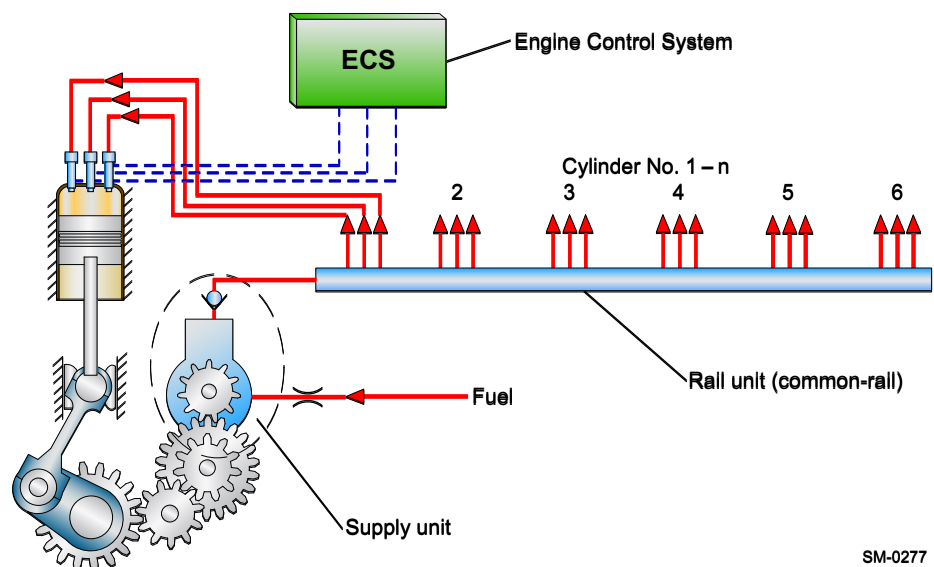 ECS
Engine Control System
Cylinder No. 1 – n
2 3 4 5 6
Rail unit (common-rail)
Fuel
Supply unit
SM-0277